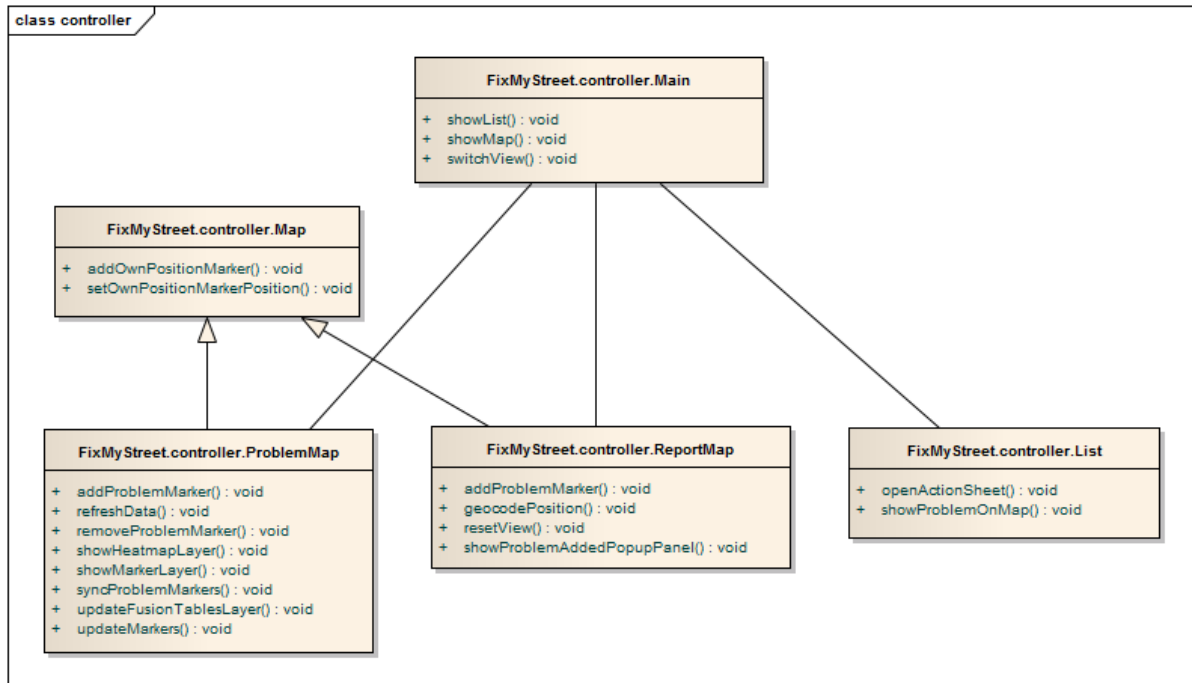 class controller
FixMyStreet.controller.Main
+ showList() : void
+ showMap() : void
+ switchView() : void
FixMyStreet.controller.Map
+ addOwnPositionMarker() : void
+ setOwnPositionMarkerPosition() : void
FixMyStreet.controller.ProblemMap
+ addProblemMarker() : void
+ refreshData() : void
+ removeProblemMarker() : void
+ showHeatmapLayer() : void
+ showMarkerLayer() : void
+ syncProblemMarkers() : void
+ updateFusionTablesLayer() : void
+ updateMarkers() : void
FixMyStreet.controller.ReportMap
+ addProblemMarker() : void
+ geocodePosition() : void
+ resetView() : void
+ showProblemAddedPopupPanel() : void
FixMyStreet.controller.List
+ openActionSheet() : void
+ showProblemOnMap() : void